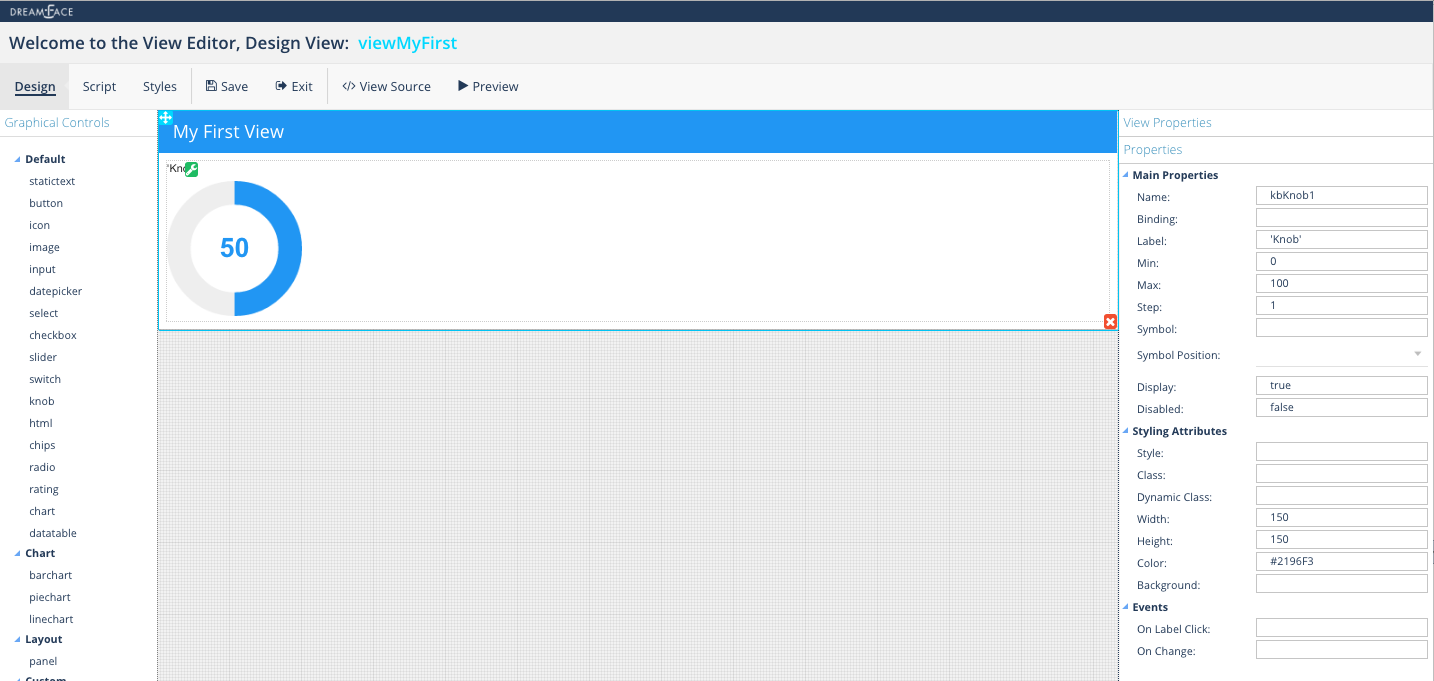 DREAMFACE
Welcome to the View Editor, Design View: viewMyFirst
Design Script Styles Save Exit </> View Source Preview
Graphical Controls
Default
statictext
button
icon
image
input
datepicker
select
checkbox
slider
switch
knob
html
chips
radio
rating
chart
datatable
Chart
barchart
piechart
linechart
Layout
panel
Custom
My First View
'Kno
50
View Properties
Properties
Main Properties
Name: kbKnob1
Binding:
Label: 'Knob'
Min: 0
Max: 100
Step: 1
Symbol:
Symbol Position:
Display: true
Disabled: false
Styling Attributes
Style:
Class:
Dynamic Class:
Width: 150
Height: 150
Color: #2196F3
Background:
Events
On Label Click:
On Change: